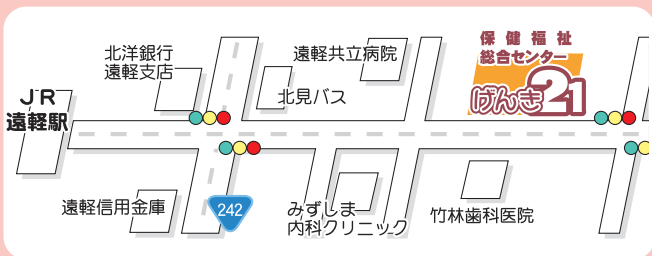 保健福祉
総合センター
げんき21
北洋銀行
遠軽支店
遠軽共立病院
北見バス
JR
遠軽駅
遠軽信用金庫
242
みずしま
内科クリニック
竹林歯科医院